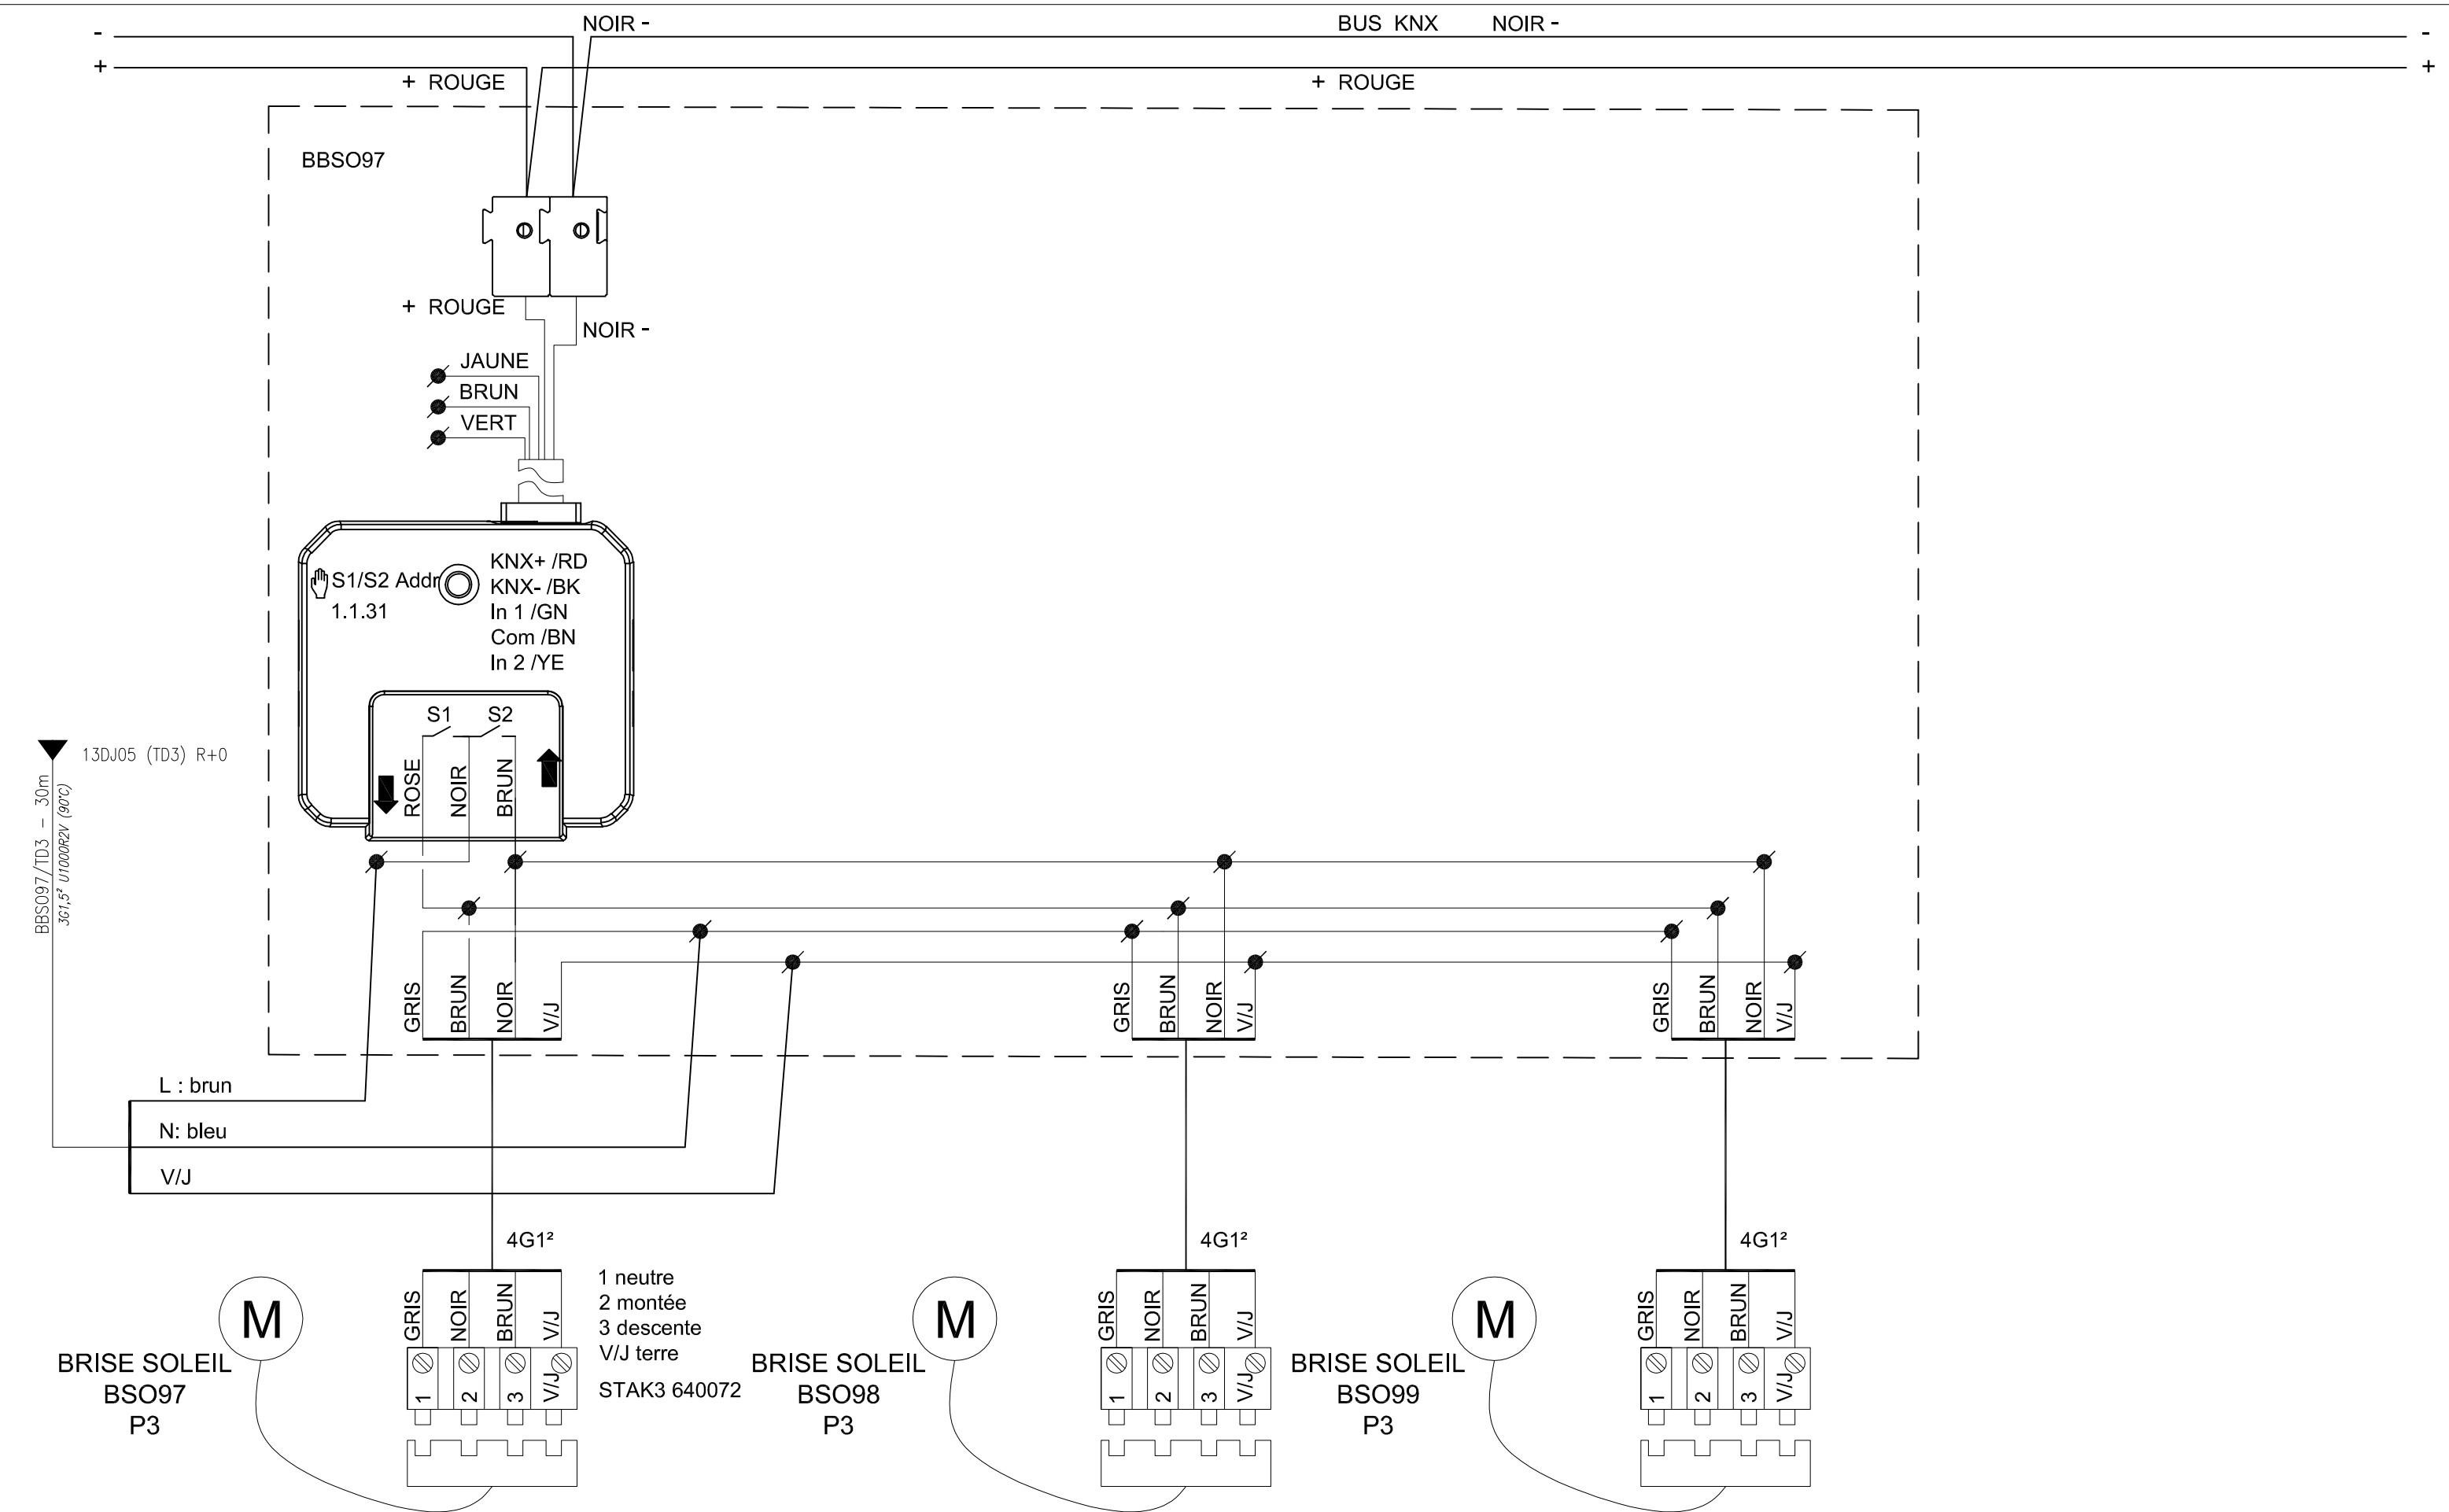 NOIR -
BUS KNX NOIR -
-
-
+
+
+ ROUGE
+ ROUGE
BBSO97
+ ROUGE
NOIR -
JAUNE
BRUN
VERT
S1/S2 Addr
1.1.31
KNX+ /RD
KNX- /BK
In 1 /GN
Com /BN
In 2 /YE
S1 S2
ROSE
NOIR
BRUN
13DJ05 (TD3) R+0
BBSO97/TD3 - 30m
3G1,5² U1000R2V (90°C)
GRIS
BRUN
NOIR
V/J
GRIS
BRUN
NOIR
V/J
GRIS
BRUN
NOIR
V/J
L : brun
N: bleu
V/J
4G1²
4G1²
4G1²
M
BRISE SOLEIL
BSO97
P3
GRIS
NOIR
BRUN
V/J
1
2
3
V/J
1 neutre
2 montée
3 descente
V/J terre
STAK3 640072
M
BRISE SOLEIL
BSO98
P3
GRIS
NOIR
BRUN
V/J
1
2
3
V/J
M
BRISE SOLEIL
BSO99
P3
GRIS
NOIR
BRUN
V/J
1
2
3
V/J